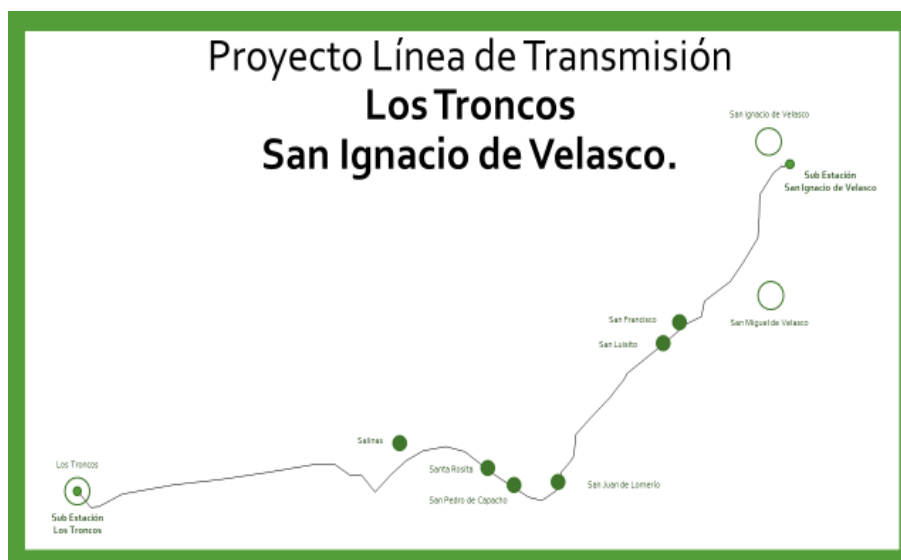 Proyecto Línea de Transmisión
Los Troncos
San Ignacio de Velasco.
San Ignacio de Velasco
Sub Estación
San Ignacio de Velasco
San Miguel de Velasco
San Francisco
San Luisito
Salinas
Santa Rosita
San Pedro de Capacho
San Juan de Lomerío
Los Troncos
Sub Estación
Los Troncos